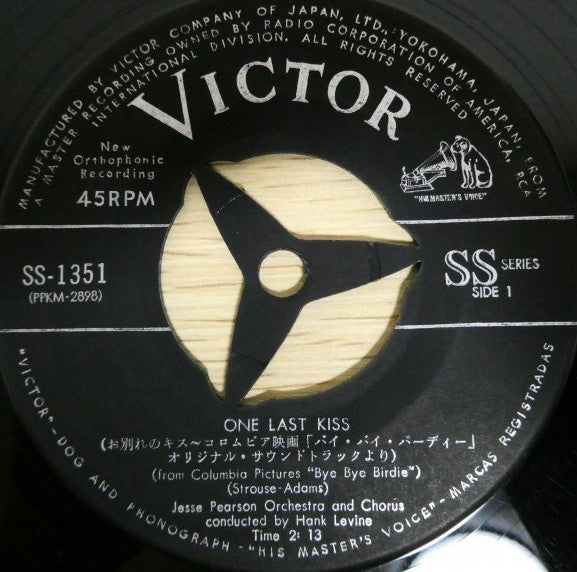 MANUFACTURED BY VICTOR COMPANY OF JAPAN, LTD., YOKOHAMA, JAPAN, FROM
A MASTER RECORDING OWNED BY RADIO CORPORATION OF AMERICA, RCA
INTERNATIONAL DIVISION. ALL RIGHTS RESERVED
VICTOR
New
Orthophonic
Recording
45RPM
"HIS MASTER'S VOICE"
SS-1351
(PPKM-2898)
SS SERIES
SIDE 1
ONE LAST KISS
(お別れのキス〜コロムビア映画「バイ・バイ・バーディー」
オリジナル・サウンドトラックより)
(from Columbia Pictures "Bye Bye Birdie")
(Strouse-Adams)
Jesse Pearson Orchestra and Chorus
conducted by Hank Levine
Time 2: 13
"VICTOR"-DOG AND PHONOGRAPH-"HIS MASTER'S VOICE"-MARCAS REGISTRADAS